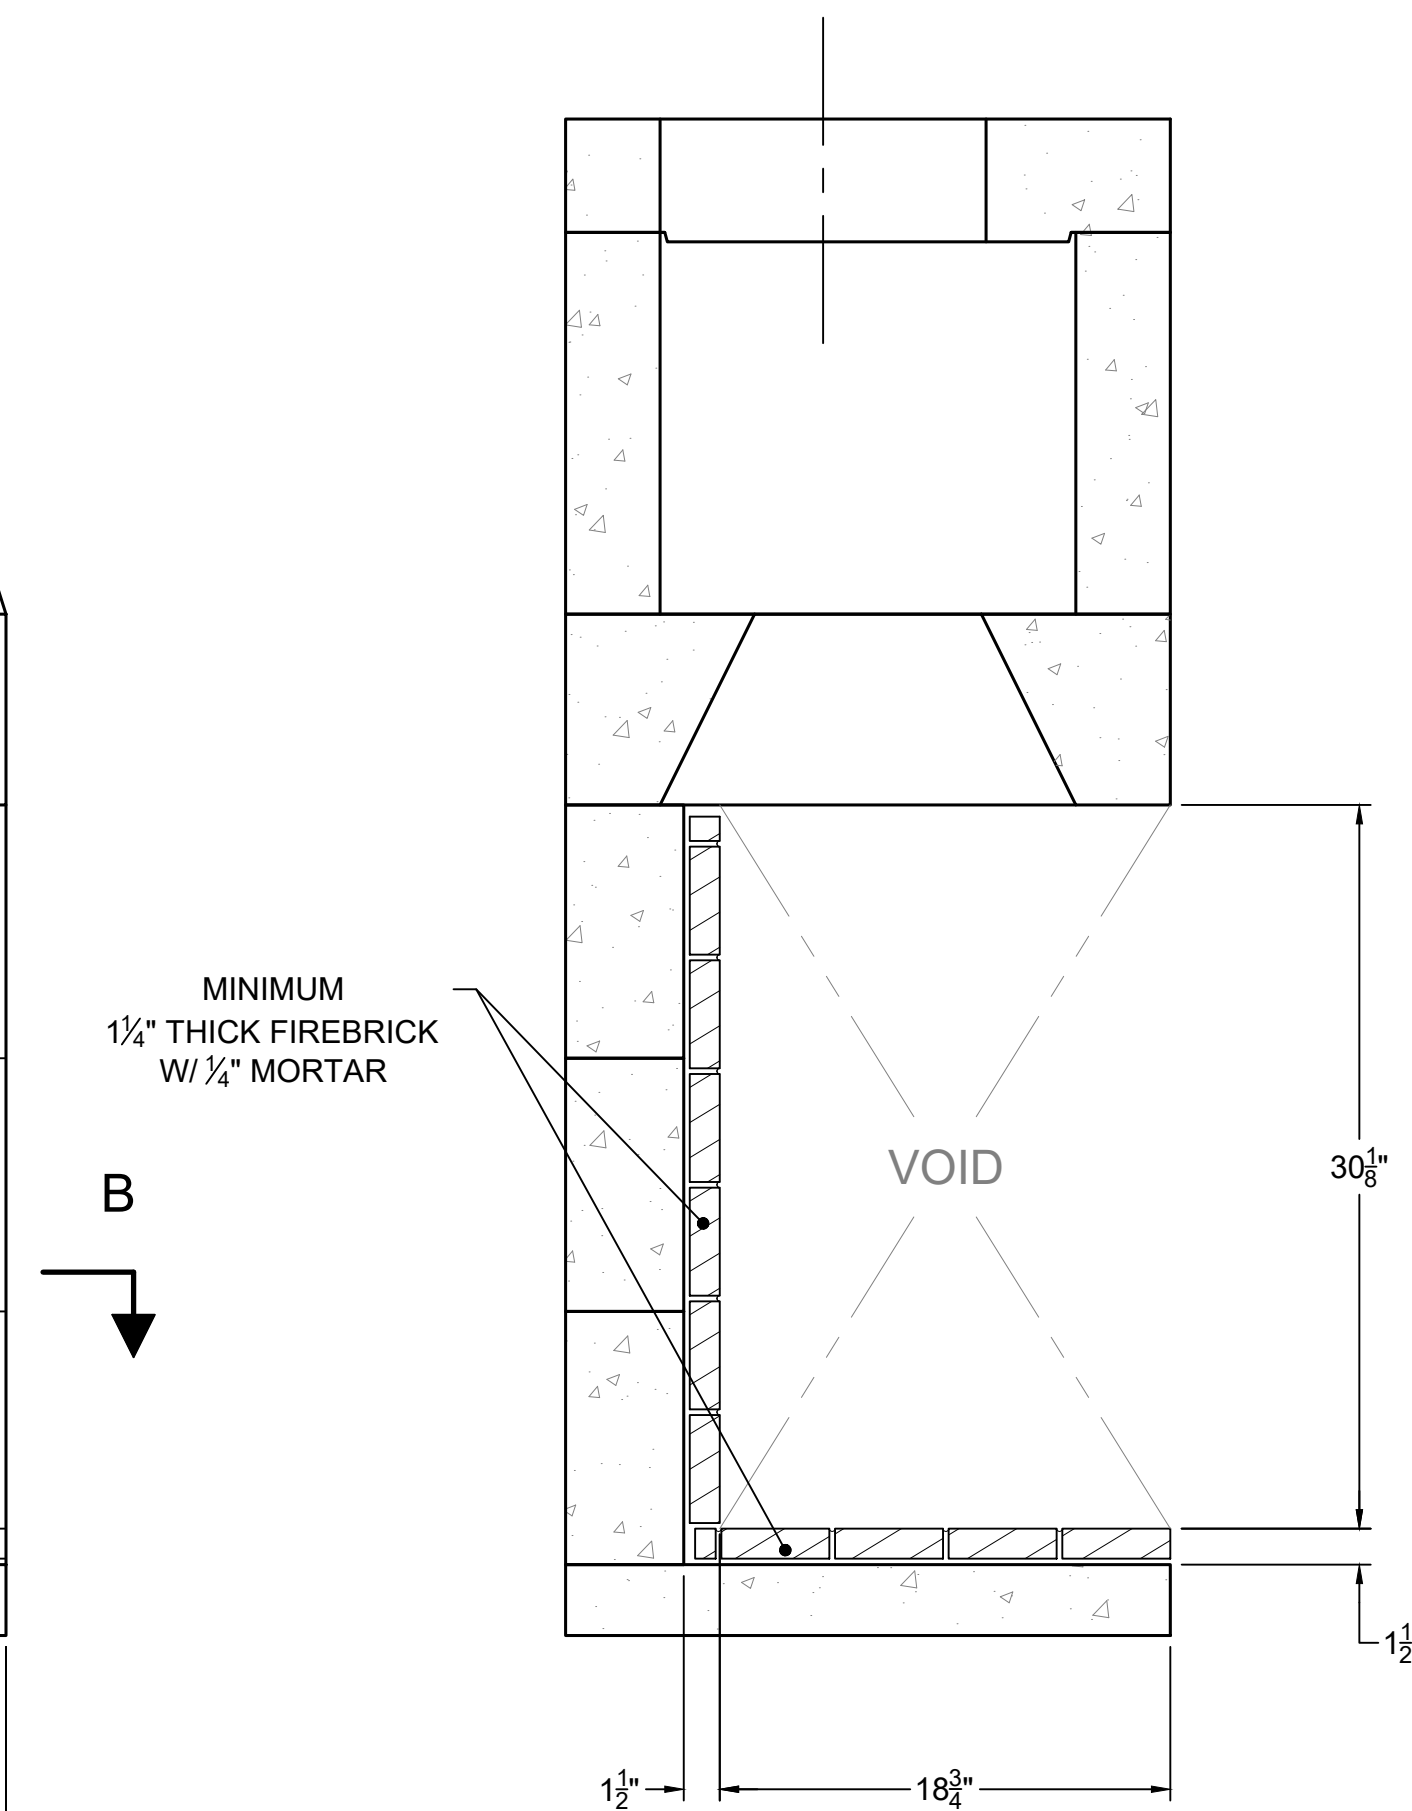 MINIMUM
1¼" THICK FIREBRICK
W/ ¼" MORTAR
B
VOID
30⅛"
1½
1½"
18¾"